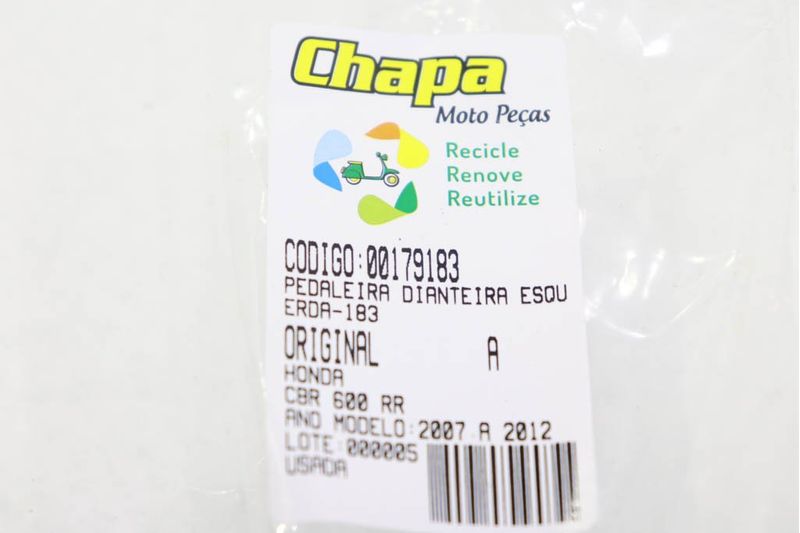 Chapa
Moto Peças
Recicle
Renove
Reutilize
CODIGO:00179183
PEDALEIRA DIANTEIRA ESQU
ERDA-183
ORIGINAL A
HONDA
CBR 600 RR
ANO MODELO:2007 A 2012
LOTE:000005
USADA